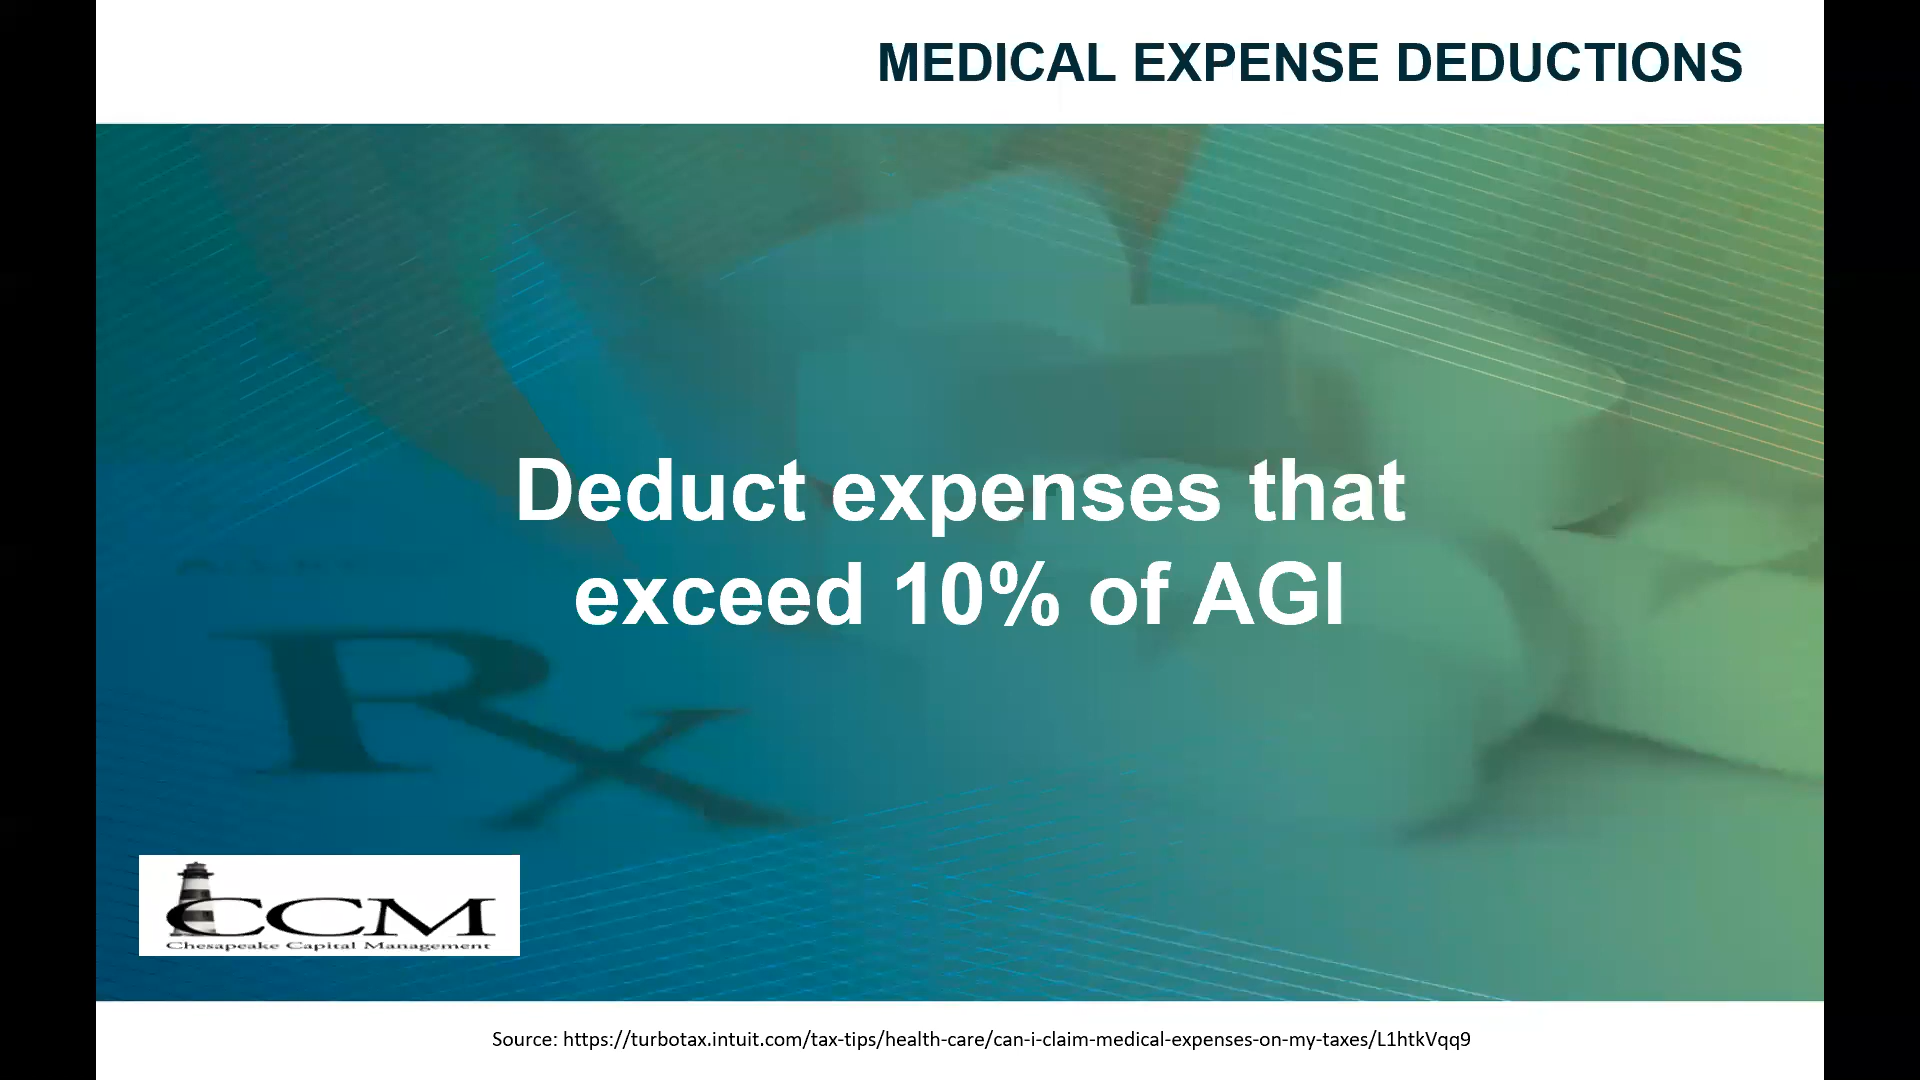 MEDICAL EXPENSE DEDUCTIONS
Deduct expenses that
exceed 10% of AGI
Rx
CCM
Chesapeake Capital Management
Source: https://turbotax.intuit.com/tax-tips/health-care/can-i-claim-medical-expenses-on-my-taxes/L1htkVqq9